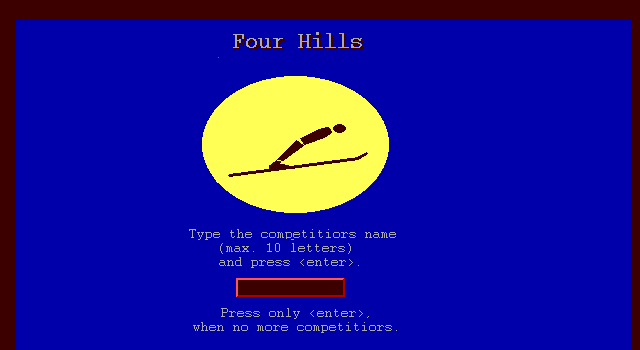 Four Hills
Type the competitiors name
(max. 10 letters)
and press <enter>.
Press only <enter>,
when no more competitiors.